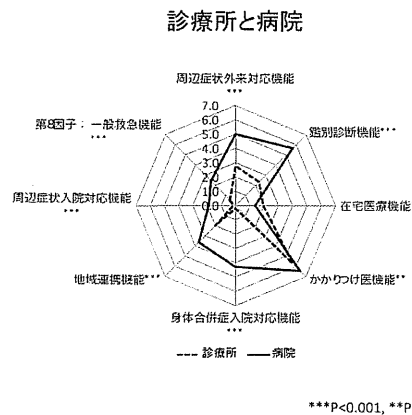 診療所と病院
周辺症状外来対応機能
***
7.0
6.0
5.0
4.0
3.0
2.0
1.0
0.0
鑑別診断機能***
在宅医療機能
かかりつけ医機能**
身体合併症入院対応機能
***
地域連携機能***
周辺症状入院対応機能
***
第8因子：一般救急機能
***
診療所 病院
***P<0.001, **P